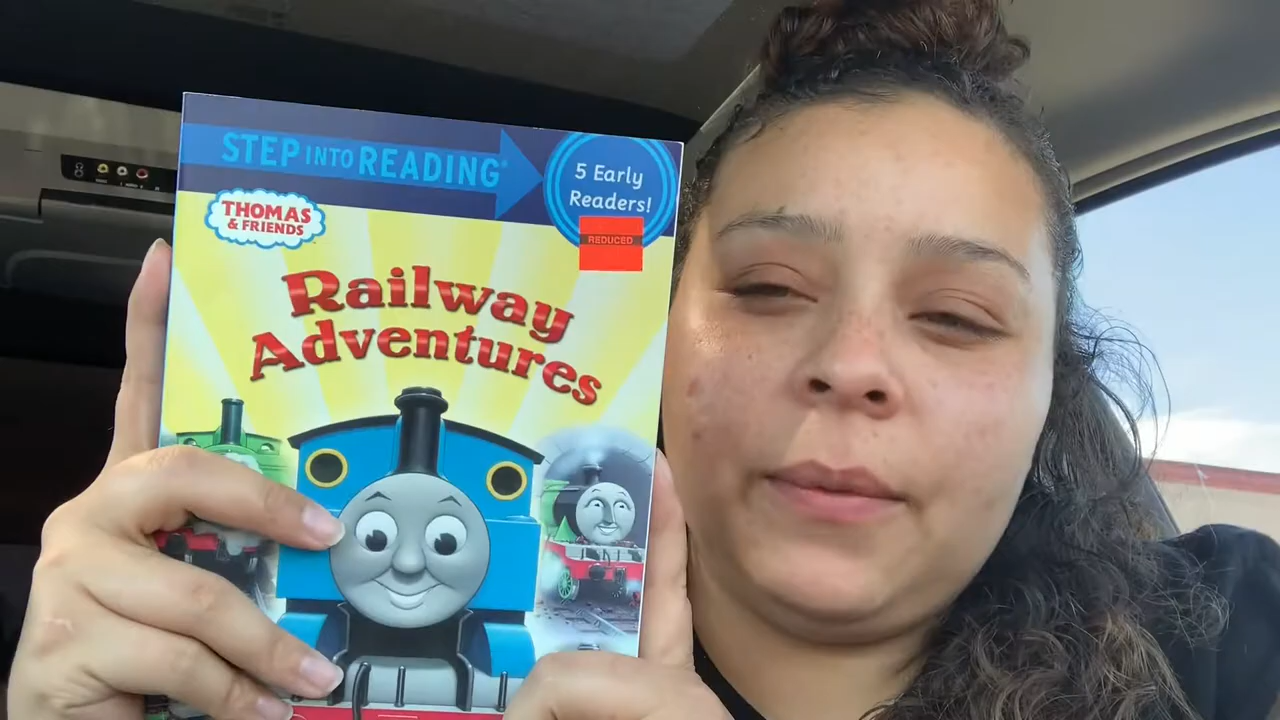 STEP INTO READING®
5 Early
Readers!
REDUCED
THOMAS
& FRIENDS
Railway
Adventures